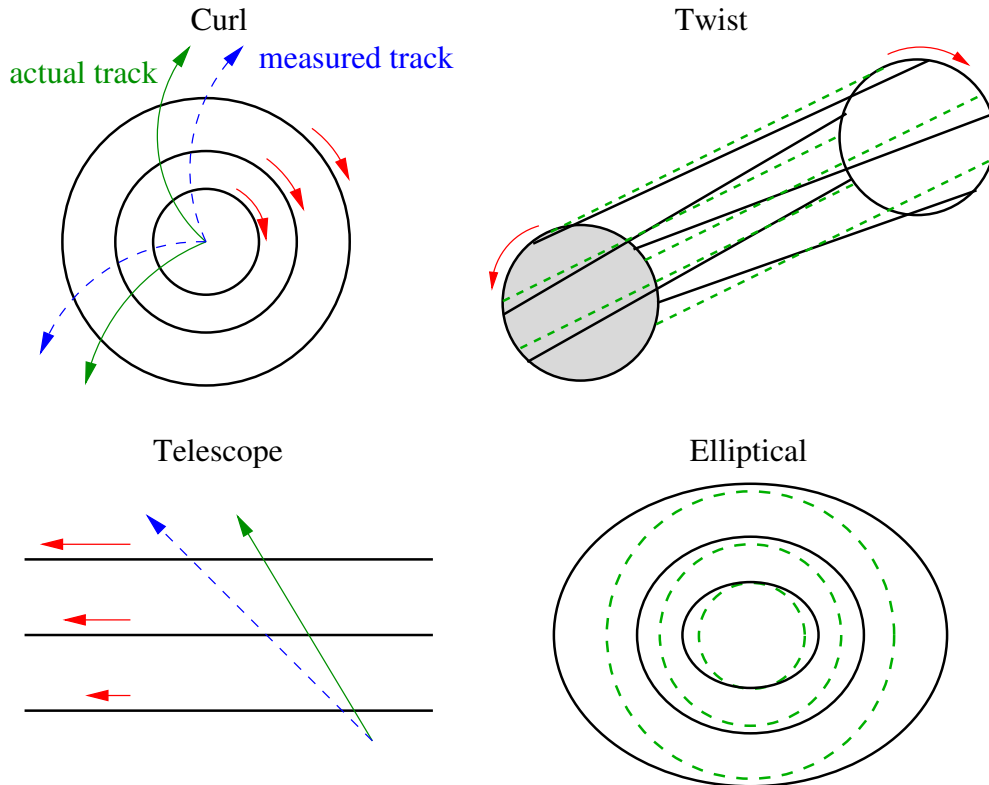 Curl
Twist
actual track
measured track
Telescope
Elliptical